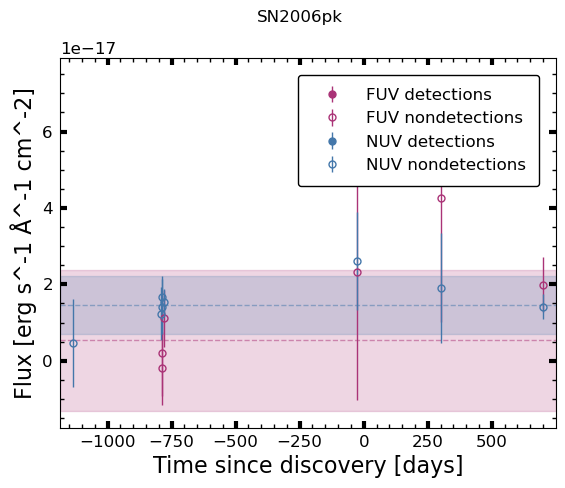 SN2006pk
1e−17
FUV detections
FUV nondetections
NUV detections
NUV nondetections
6
4
2
0
Flux [erg s^-1 Å^-1 cm^-2]
−1000 −750 −500 −250 0 250 500
Time since discovery [days]